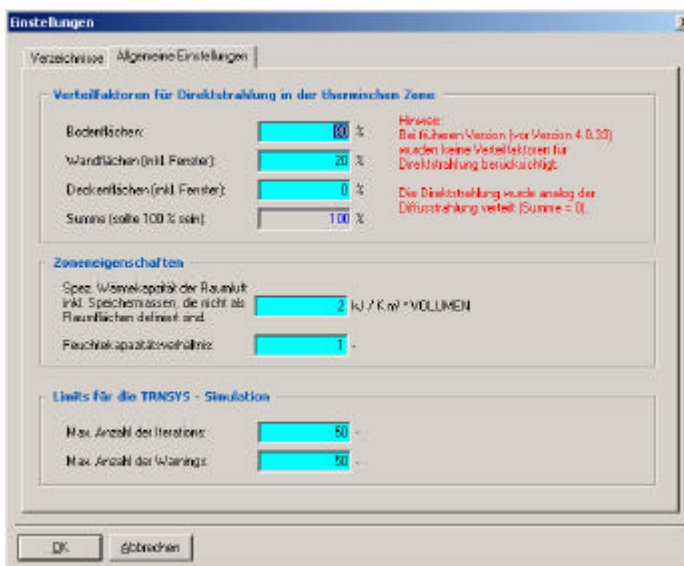 Einstellungen
Verzeichnisse
Allgemeine Einstellungen
Verteilfaktoren für Direktstrahlung in der thermischen Zone
Bodenflächen: 80 %
Wandflächen (inkl. Fenster): 20 %
Deckenflächen (inkl. Fenster): 0 %
Summe (sollte 100 % sein): 100 %
Hinweis:
Bei früheren Version (vor Version 4.0.33)
wurden keine Verteilfaktoren für
Direktstrahlung berücksichtigt.
Die Direktstrahlung wurde analog der
Diffusstrahlung verteilt (Summe = 0).
Zoneneigenschaften
Spez. Wärmekapazität der Raumluft
inkl. Speichermassen, die nicht als
Raumflächen definiert sind.
2 kJ / K m³ * VOLUMEN
Feuchtekapazitätsverhältnis: 1 -
Limits für die TRNSYS - Simulation
Max. Anzahl der Iterations: 50 -
Max. Anzahl der Warnings: 50 -
OK
Abbrechen